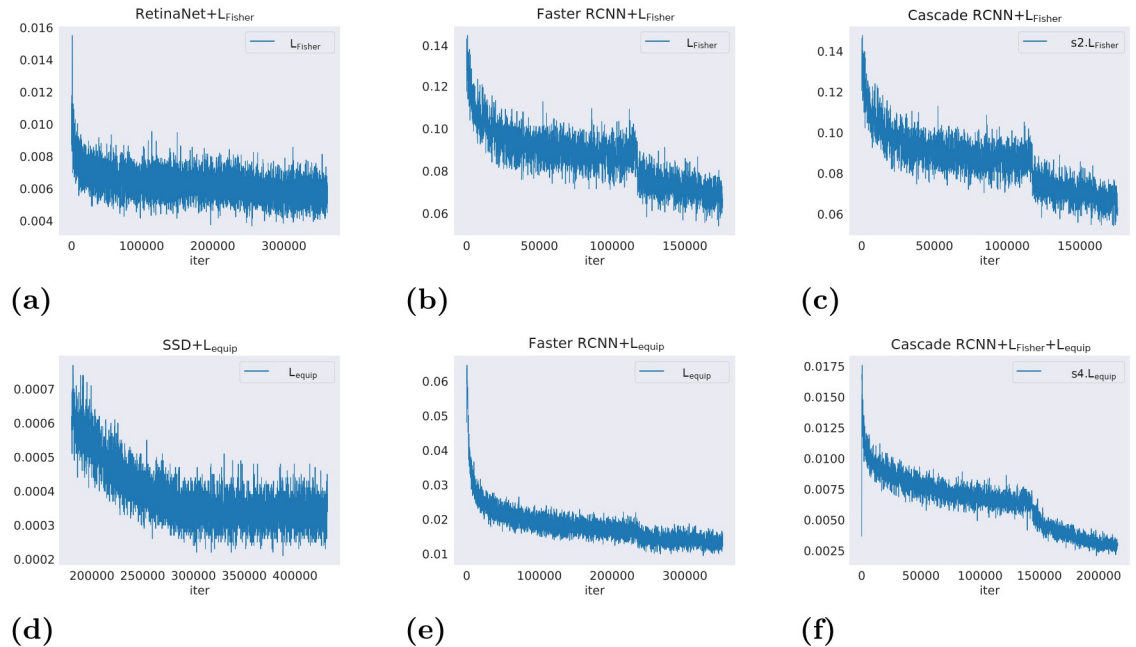 RetinaNet+L_Fisher
0.016
0.014
0.012
0.010
0.008
0.006
0.004
L_Fisher
0 100000 200000 300000
iter
(a)
Faster RCNN+L_Fisher
0.14
0.12
0.10
0.08
0.06
L_Fisher
0 50000 100000 150000
iter
(b)
Cascade RCNN+L_Fisher
0.14
0.12
0.10
0.08
0.06
s2.L_Fisher
0 50000 100000 150000
iter
(c)
SSD+L_equip
0.0007
0.0006
0.0005
0.0004
0.0003
0.0002
L_equip
200000 250000 300000 350000 400000
iter
(d)
Faster RCNN+L_equip
0.06
0.05
0.04
0.03
0.02
0.01
L_equip
0 100000 200000 300000
iter
(e)
Cascade RCNN+L_Fisher+L_equip
0.0175
0.0150
0.0125
0.0100
0.0075
0.0050
0.0025
s4.L_equip
0 50000 100000 150000 200000
iter
(f)